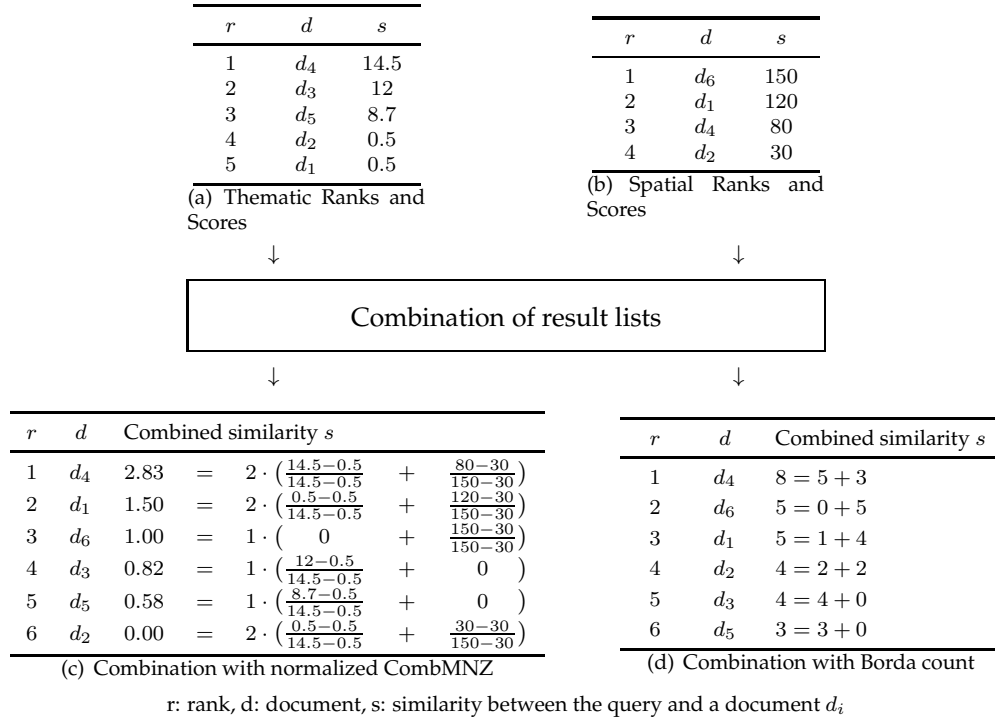 r d s
1 d₄ 14.5
2 d₃ 12
3 d₅ 8.7
4 d₂ 0.5
5 d₁ 0.5
(a) Thematic Ranks and
Scores
r d s
1 d₆ 150
2 d₁ 120
3 d₄ 80
4 d₂ 30
(b) Spatial Ranks and
Scores
↓ ↓
Combination of result lists
↓ ↓
r d Combined similarity s
1 d₄ 2.83 = 2 · ( (14.5−0.5)/(14.5−0.5) + (80−30)/(150−30) )
2 d₁ 1.50 = 2 · ( (0.5−0.5)/(14.5−0.5) + (120−30)/(150−30) )
3 d₆ 1.00 = 1 · ( 0 + (150−30)/(150−30) )
4 d₃ 0.82 = 1 · ( (12−0.5)/(14.5−0.5) + 0 )
5 d₅ 0.58 = 1 · ( (8.7−0.5)/(14.5−0.5) + 0 )
6 d₂ 0.00 = 2 · ( (0.5−0.5)/(14.5−0.5) + (30−30)/(150−30) )
(c) Combination with normalized CombMNZ
r d Combined similarity s
1 d₄ 8 = 5 + 3
2 d₆ 5 = 0 + 5
3 d₁ 5 = 1 + 4
4 d₂ 4 = 2 + 2
5 d₃ 4 = 4 + 0
6 d₅ 3 = 3 + 0
(d) Combination with Borda count
r: rank, d: document, s: similarity between the query and a document dᵢ